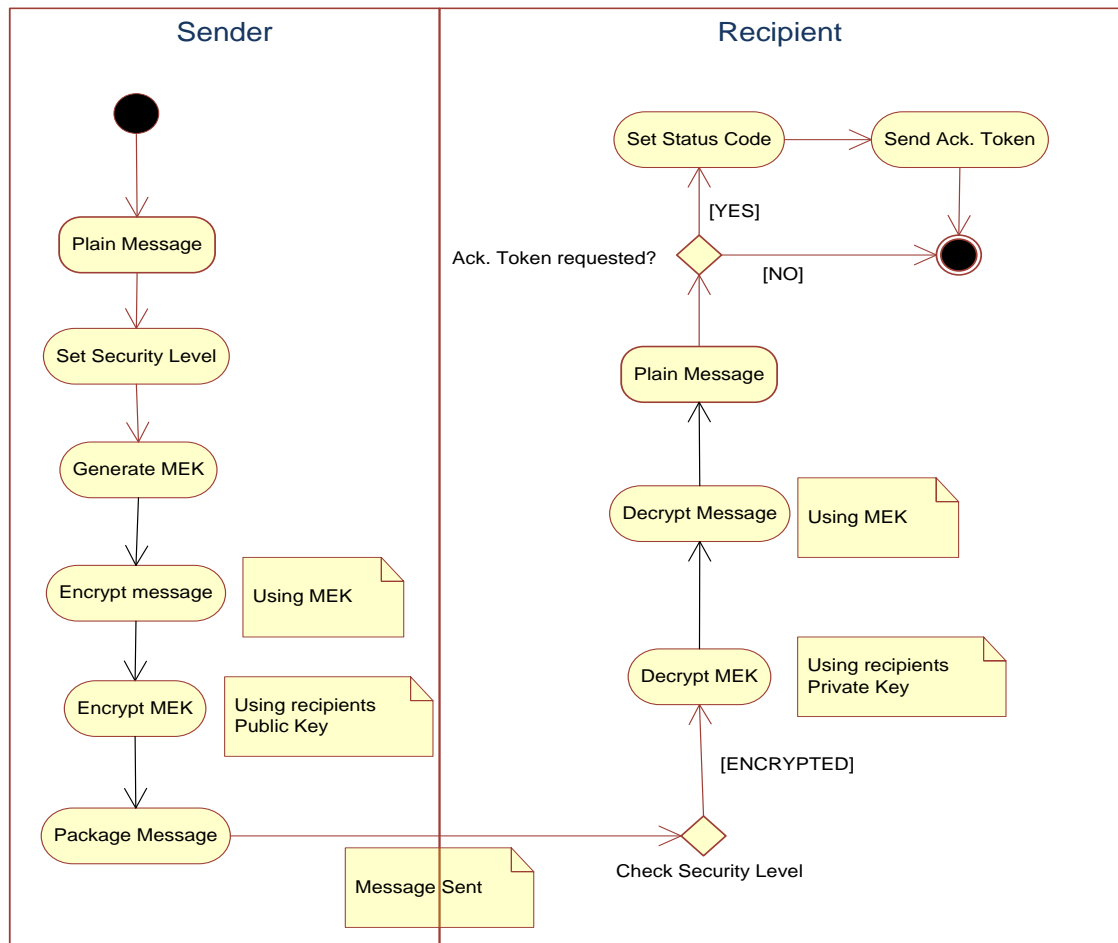 Sender
Plain Message
Set Security Level
Generate MEK
Encrypt message
Using MEK
Encrypt MEK
Using recipients
Public Key
Package Message
Message Sent
Recipient
Set Status Code
Send Ack. Token
[YES]
Ack. Token requested?
[NO]
Plain Message
Decrypt Message
Using MEK
Decrypt MEK
Using recipients
Private Key
[ENCRYPTED]
Check Security Level